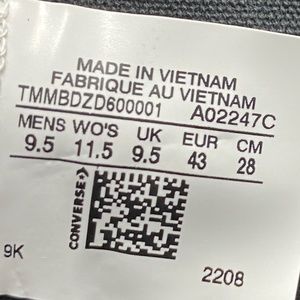 MADE IN VIETNAM
FABRIQUE AU VIETNAM
TMMBDZD600001 A02247C
MENS WO'S UK EUR CM
9.5 11.5 9.5 43 28
CONVERSE
9K
2208